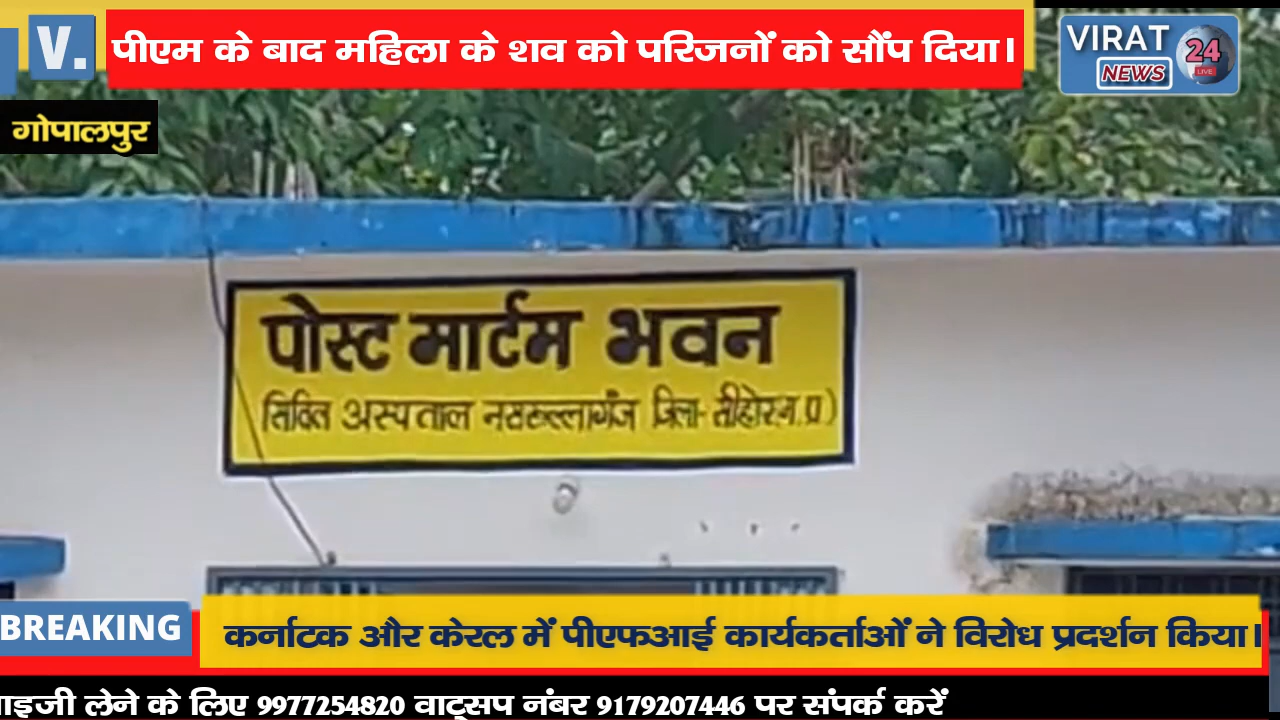 V.
पीएम के बाद महिला के शव को परिजनों को सौंप दिया।
VIRAT
NEWS
24
LIVE
गोपालपुर
पोस्ट मार्टम भवन
सिविल अस्पताल नसरुल्लागंज जिला- सीहोर म.प्र)
BREAKING
कर्नाटक और केरल में पीएफआई कार्यकर्ताओं ने विरोध प्रदर्शन किया।
लेने के लिए 9977254820 वाट्सप नंबर 9179207446 पर संपर्क करें